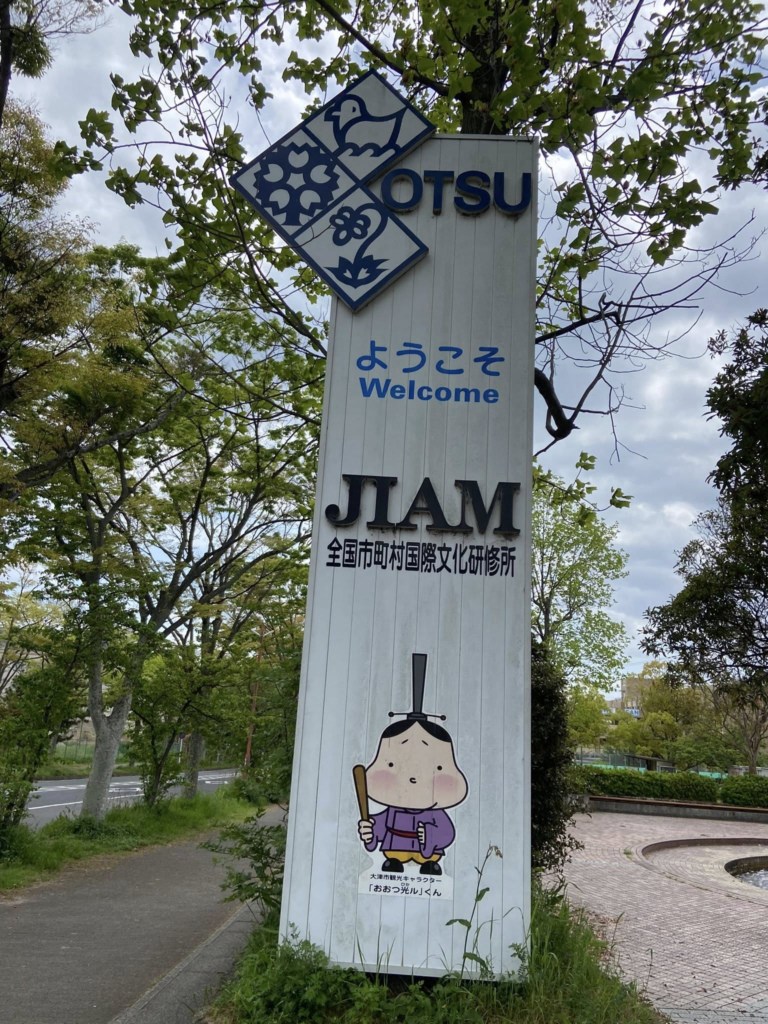 OTSU
ようこそ
Welcome
JIAM
全国市町村国際文化研修所
大津市観光キャラクター
「おおつ光ルくん」